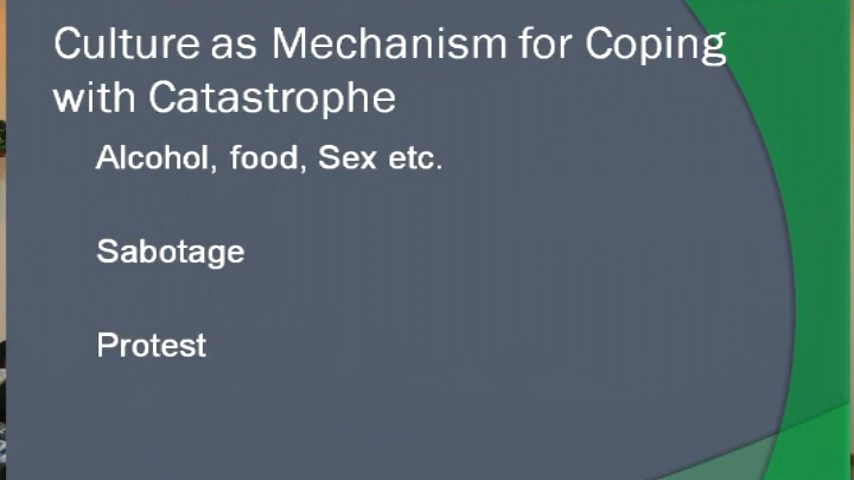 Culture as Mechanism for Coping
with Catastrophe
Alcohol, food, Sex etc.
Sabotage
Protest